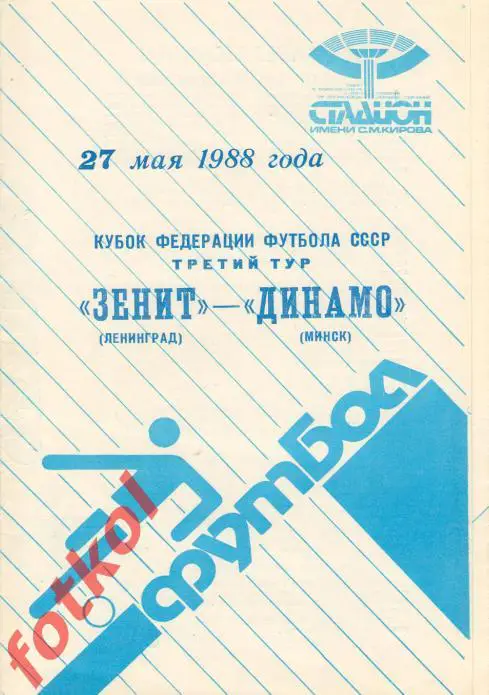 СТАДИОН
ИМЕНИ С.М.КИРОВА
27 мая 1988 года
КУБОК ФЕДЕРАЦИИ ФУТБОЛА СССР
ТРЕТИЙ ТУР
«ЗЕНИТ» — «ДИНАМО»
(ЛЕНИНГРАД) (МИНСК)
футбол
fotkol